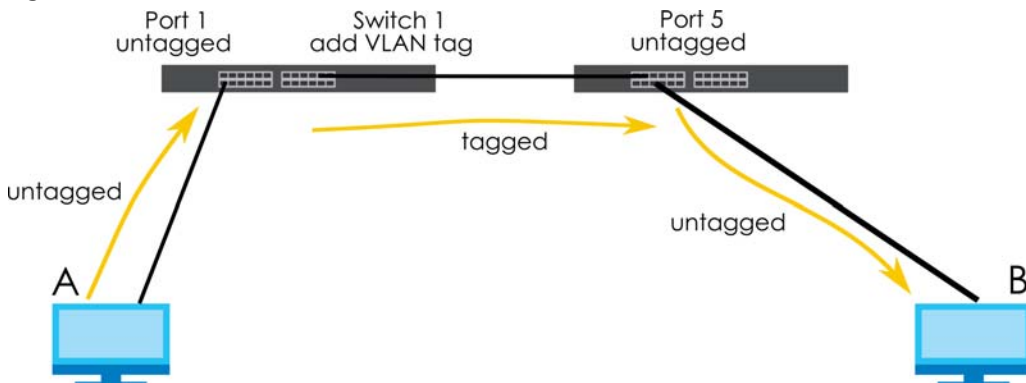 Port 1
untagged
Switch 1
add VLAN tag
Port 5
untagged
tagged
untagged
untagged
A
B